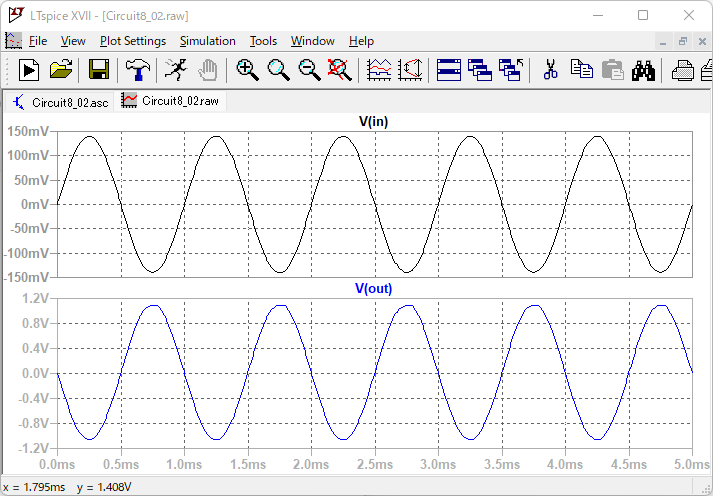 LTspice XVII - [Circuit8_02.raw]
File View Plot Settings Simulation Tools Window Help
Circuit8_02.asc Circuit8_02.raw
V(in)
150mV
100mV
50mV
0mV
-50mV
-100mV
-150mV
V(out)
1.2V
0.8V
0.4V
0.0V
-0.4V
-0.8V
-1.2V
0.0ms 0.5ms 1.0ms 1.5ms 2.0ms 2.5ms 3.0ms 3.5ms 4.0ms 4.5ms 5.0ms
x = 1.795ms y = 1.408V